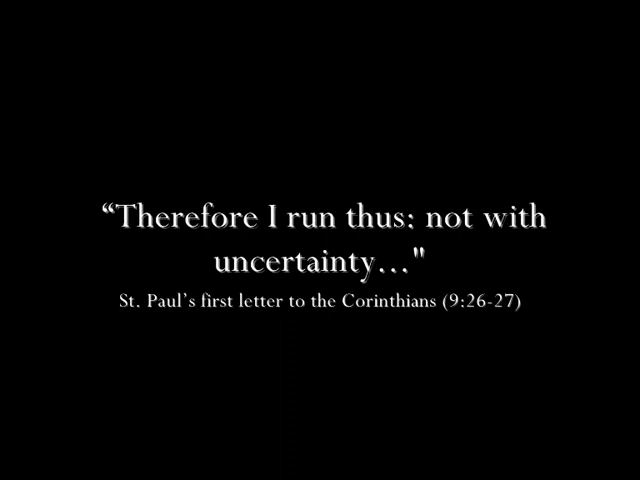 “Therefore I run thus: not with
uncertainty…"
St. Paul’s first letter to the Corinthians (9:26-27)